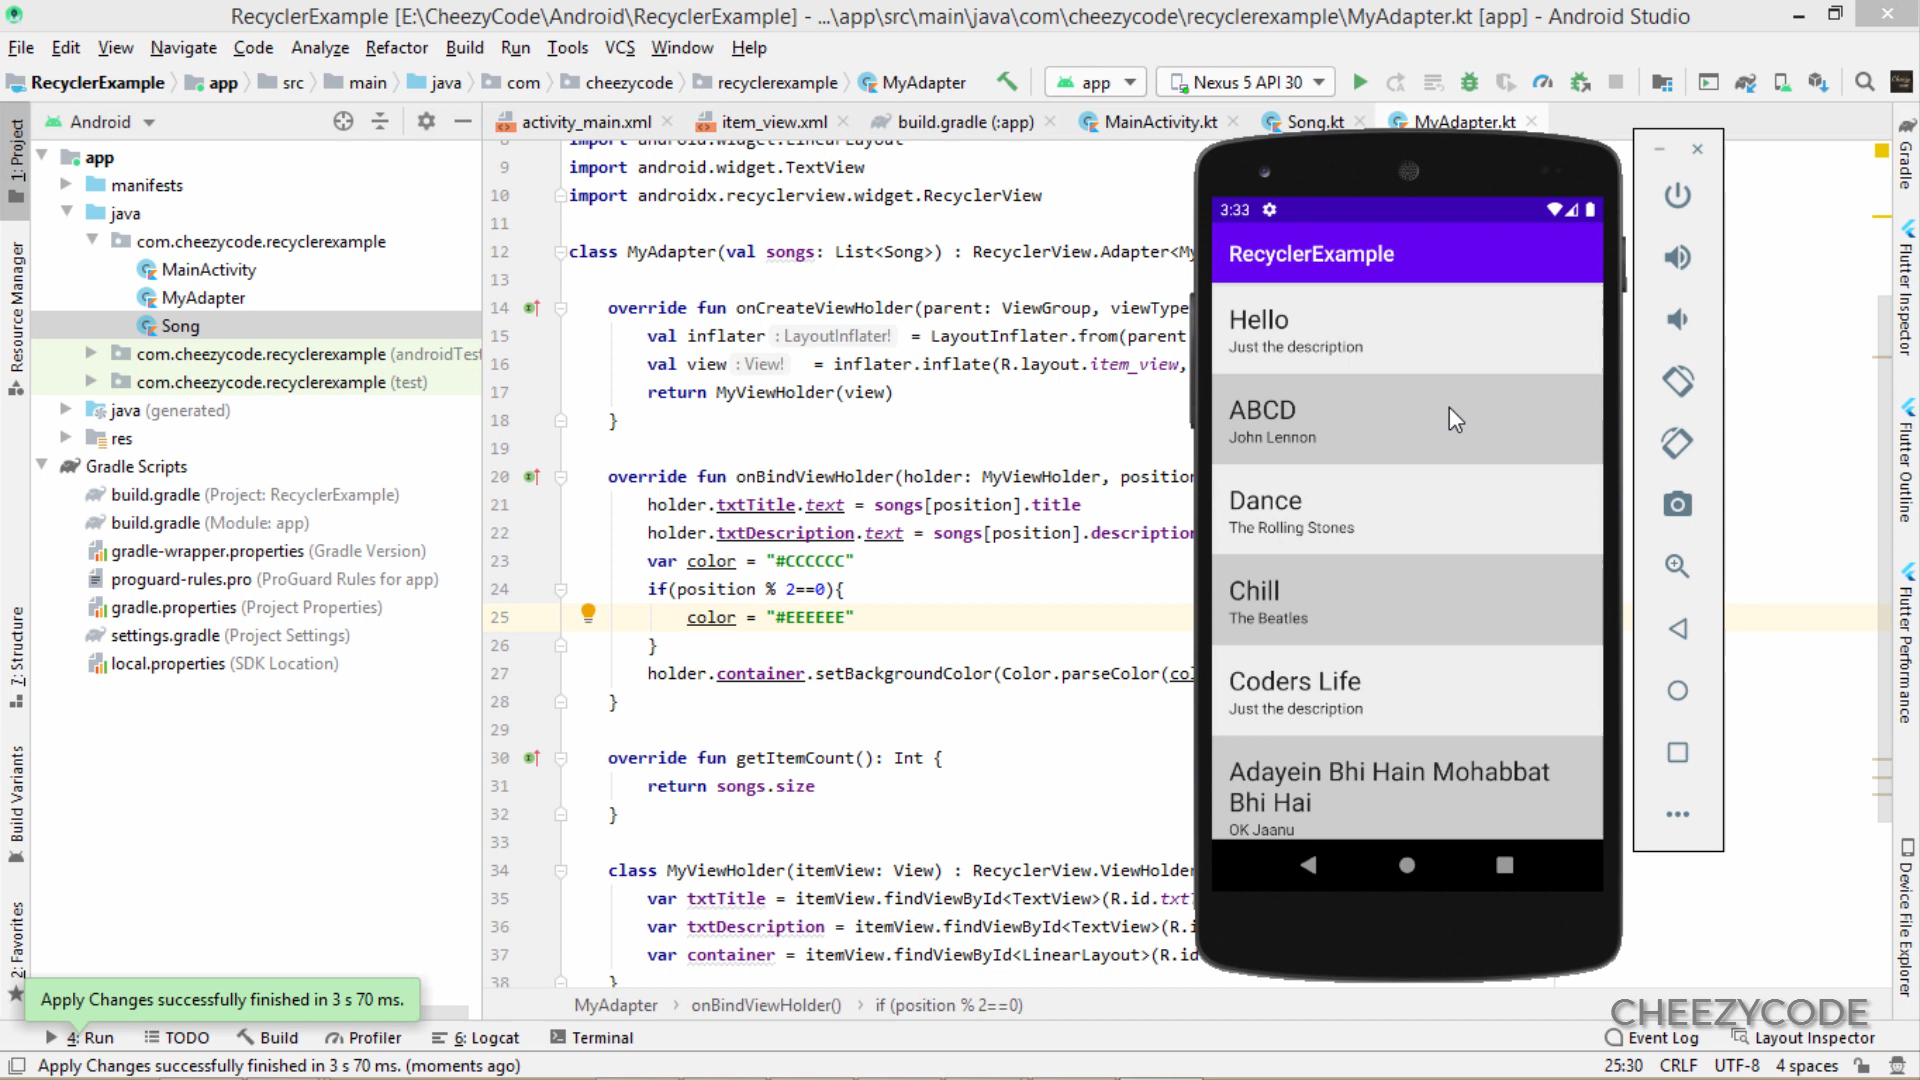 RecyclerExample [E:\CheezyCode\Android\RecyclerExample] - ...\app\src\main\java\com\cheezycode\recyclerexample\MyAdapter.kt [app] - Android Studio
File Edit View Navigate Code Analyze Refactor Build Run Tools VCS Window Help
RecyclerExample app src main java com cheezycode recyclerexample MyAdapter app Nexus 5 API 30
Android
activity_main.xml item_view.xml build.gradle (:app) MainActivity.kt Song.kt MyAdapter.kt
1: Project
Resource Manager
7: Structure
Build Variants
2: Favorites
app
manifests
java
com.cheezycode.recyclerexample
MainActivity
MyAdapter
Song
com.cheezycode.recyclerexample (androidTest
com.cheezycode.recyclerexample (test)
java (generated)
res
Gradle Scripts
build.gradle (Project: RecyclerExample)
build.gradle (Module: app)
gradle-wrapper.properties (Gradle Version)
proguard-rules.pro (ProGuard Rules for app)
gradle.properties (Project Properties)
settings.gradle (Project Settings)
local.properties (SDK Location)
8 import android.widget.LinearLayout
9 import android.widget.TextView
10 import androidx.recyclerview.widget.RecyclerView
11
12 class MyAdapter(val songs: List<Song>) : RecyclerView.Adapter<My
13
14 override fun onCreateViewHolder(parent: ViewGroup, viewType
15 val inflater : LayoutInflater! = LayoutInflater.from(parent
16 val view : View! = inflater.inflate(R.layout.item_view,
17 return MyViewHolder(view)
18 }
19
20 override fun onBindViewHolder(holder: MyViewHolder, position
21 holder.txtTitle.text = songs[position].title
22 holder.txtDescription.text = songs[position].description
23 var color = "#CCCCCC"
24 if(position % 2==0){
25 color = "#EEEEEE"
26 }
27 holder.container.setBackgroundColor(Color.parseColor(col
28 }
29
30 override fun getItemCount(): Int {
31 return songs.size
32 }
33
34 class MyViewHolder(itemView: View) : RecyclerView.ViewHolder
35 var txtTitle = itemView.findViewById<TextView>(R.id.txt
36 var txtDescription = itemView.findViewById<TextView>(R.i
37 var container = itemView.findViewById<LinearLayout>(R.id
38 }
3:33
RecyclerExample
Hello
Just the description
ABCD
John Lennon
Dance
The Rolling Stones
Chill
The Beatles
Coders Life
Just the description
Adayein Bhi Hain Mohabbat
Bhi Hai
OK Jaanu
Gradle
Flutter Inspector
Flutter Outline
Flutter Performance
Device File Explorer
MyAdapter onBindViewHolder() if (position % 2==0)
CHEEZYCODE
Apply Changes successfully finished in 3 s 70 ms.
4: Run TODO Build Profiler 6: Logcat Terminal Event Log Layout Inspector
Apply Changes successfully finished in 3 s 70 ms. (moments ago) 25:30 CRLF UTF-8 4 spaces